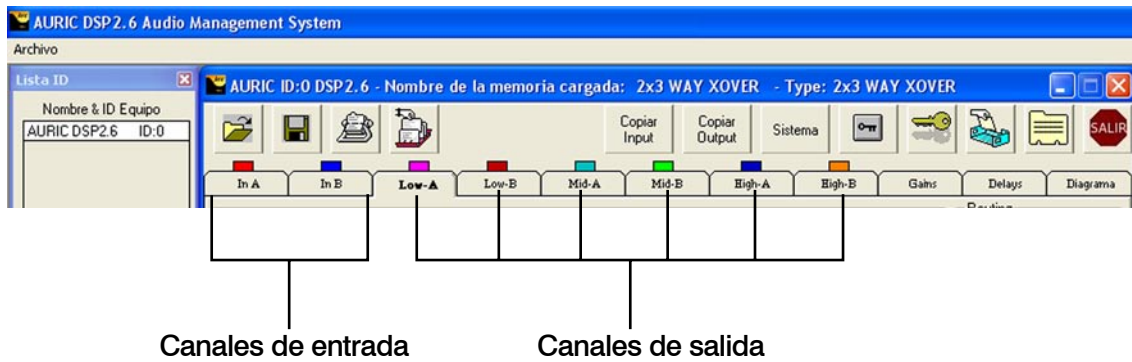 AURIC DSP2.6 Audio Management System
Archivo
Lista ID
AURIC ID:0 DSP2.6 - Nombre de la memoria cargada: 2x3 WAY XOVER - Type: 2x3 WAY XOVER
Nombre & ID Equipo
AURIC DSP2.6 ID:0
Copiar Input
Copiar Output
Sistema
SALIR
In A In B Low-A Low-B Mid-A Mid-B High-A High-B Gains Delays Diagrama
Routing
Canales de entrada
Canales de salida